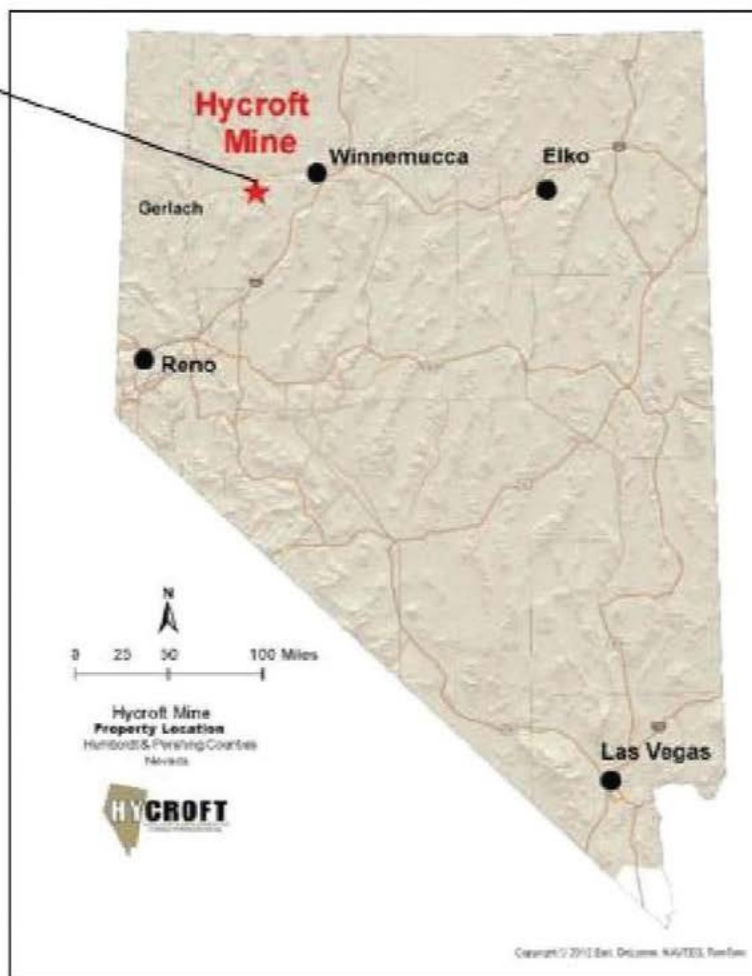 Hycroft
Mine
Winnemucca
Elko
Gerlach
Reno
N
0 25 50 100 Miles
Hycroft Mine
Property Location
Humboldt & Pershing Counties
Nevada
HYCROFT
Las Vegas